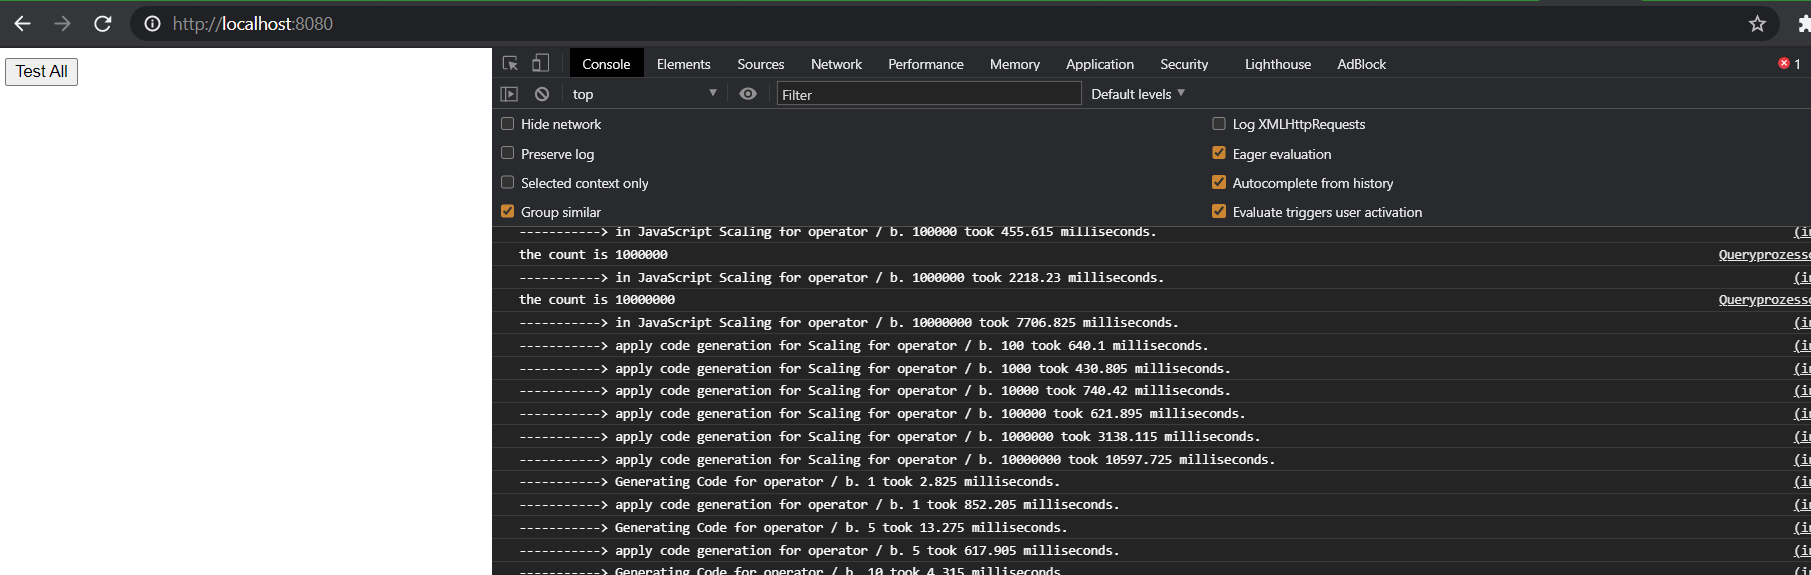 http://localhost:8080
Test All
Console Elements Sources Network Performance Memory Application Security Lighthouse AdBlock 1
top Filter Default levels
Hide network Log XMLHttpRequests
Preserve log Eager evaluation
Selected context only Autocomplete from history
Group similar Evaluate triggers user activation
-----------> in JavaScript Scaling for operator / b. 100000 took 455.615 milliseconds. (i
the count is 1000000 Queryprozess
-----------> in JavaScript Scaling for operator / b. 1000000 took 2218.23 milliseconds. (i
the count is 10000000 Queryprozess
-----------> in JavaScript Scaling for operator / b. 10000000 took 7706.825 milliseconds. (i
-----------> apply code generation for Scaling for operator / b. 100 took 640.1 milliseconds. (i
-----------> apply code generation for Scaling for operator / b. 1000 took 430.805 milliseconds. (i
-----------> apply code generation for Scaling for operator / b. 10000 took 740.42 milliseconds. (i
-----------> apply code generation for Scaling for operator / b. 100000 took 621.895 milliseconds. (i
-----------> apply code generation for Scaling for operator / b. 1000000 took 3138.115 milliseconds. (i
-----------> apply code generation for Scaling for operator / b. 10000000 took 10597.725 milliseconds. (i
-----------> Generating Code for operator / b. 1 took 2.825 milliseconds. (i
-----------> apply code generation for operator / b. 1 took 852.205 milliseconds. (i
-----------> Generating Code for operator / b. 5 took 13.275 milliseconds. (i
-----------> apply code generation for operator / b. 5 took 617.905 milliseconds. (i
-----------> Generating Code for operator / b. 10 took 4.315 milliseconds. (i